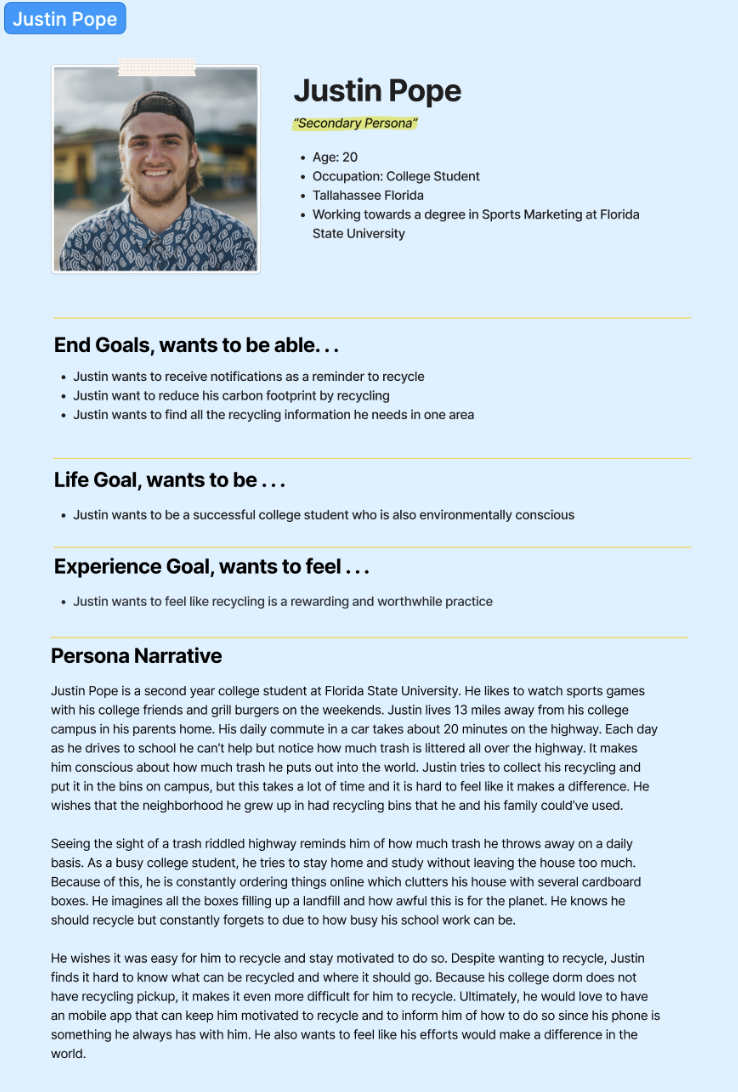 Justin Pope
Justin Pope
“Secondary Persona”
• Age: 20
• Occupation: College Student
• Tallahassee Florida
• Working towards a degree in Sports Marketing at Florida
State University
End Goals, wants to be able. . .
• Justin wants to receive notifications as a reminder to recycle
• Justin want to reduce his carbon footprint by recycling
• Justin wants to find all the recycling information he needs in one area
Life Goal, wants to be . . .
• Justin wants to be a successful college student who is also environmentally conscious
Experience Goal, wants to feel . . .
• Justin wants to feel like recycling is a rewarding and worthwhile practice
Persona Narrative
Justin Pope is a second year college student at Florida State University. He likes to watch sports games
with his college friends and grill burgers on the weekends. Justin lives 13 miles away from his college
campus in his parents home. His daily commute in a car takes about 20 minutes on the highway. Each day
as he drives to school he can’t help but notice how much trash is littered all over the highway. It makes
him conscious about how much trash he puts out into the world. Justin tries to collect his recycling and
put it in the bins on campus, but this takes a lot of time and it is hard to feel like it makes a difference. He
wishes that the neighborhood he grew up in had recycling bins that he and his family could’ve used.
Seeing the sight of a trash riddled highway reminds him of how much trash he throws away on a daily
basis. As a busy college student, he tries to stay home and study without leaving the house too much.
Because of this, he is constantly ordering things online which clutters his house with several cardboard
boxes. He imagines all the boxes filling up a landfill and how awful this is for the planet. He knows he
should recycle but constantly forgets to due to how busy his school work can be.
He wishes it was easy for him to recycle and stay motivated to do so. Despite wanting to recycle, Justin
finds it hard to know what can be recycled and where it should go. Because his college dorm does not
have recycling pickup, it makes it even more difficult for him to recycle. Ultimately, he would love to have
an mobile app that can keep him motivated to recycle and to inform him of how to do so since his phone is
something he always has with him. He also wants to feel like his efforts would make a difference in the
world.